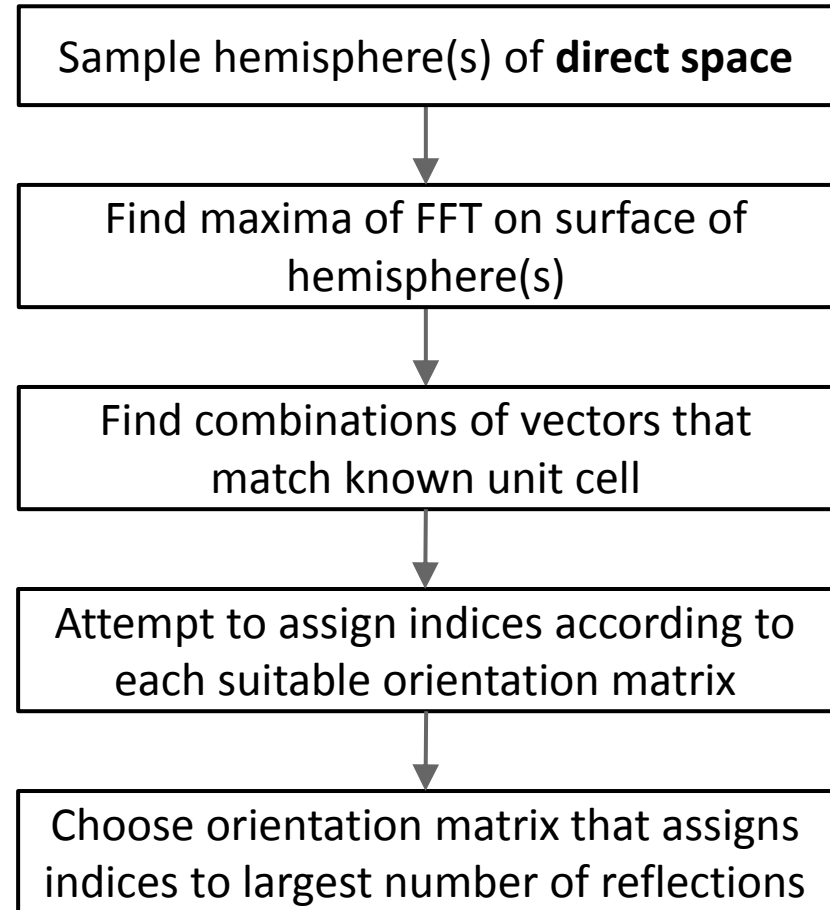 Sample hemisphere(s) of direct space
Find maxima of FFT on surface of
hemisphere(s)
Find combinations of vectors that
match known unit cell
Attempt to assign indices according to
each suitable orientation matrix
Choose orientation matrix that assigns
indices to largest number of reflections